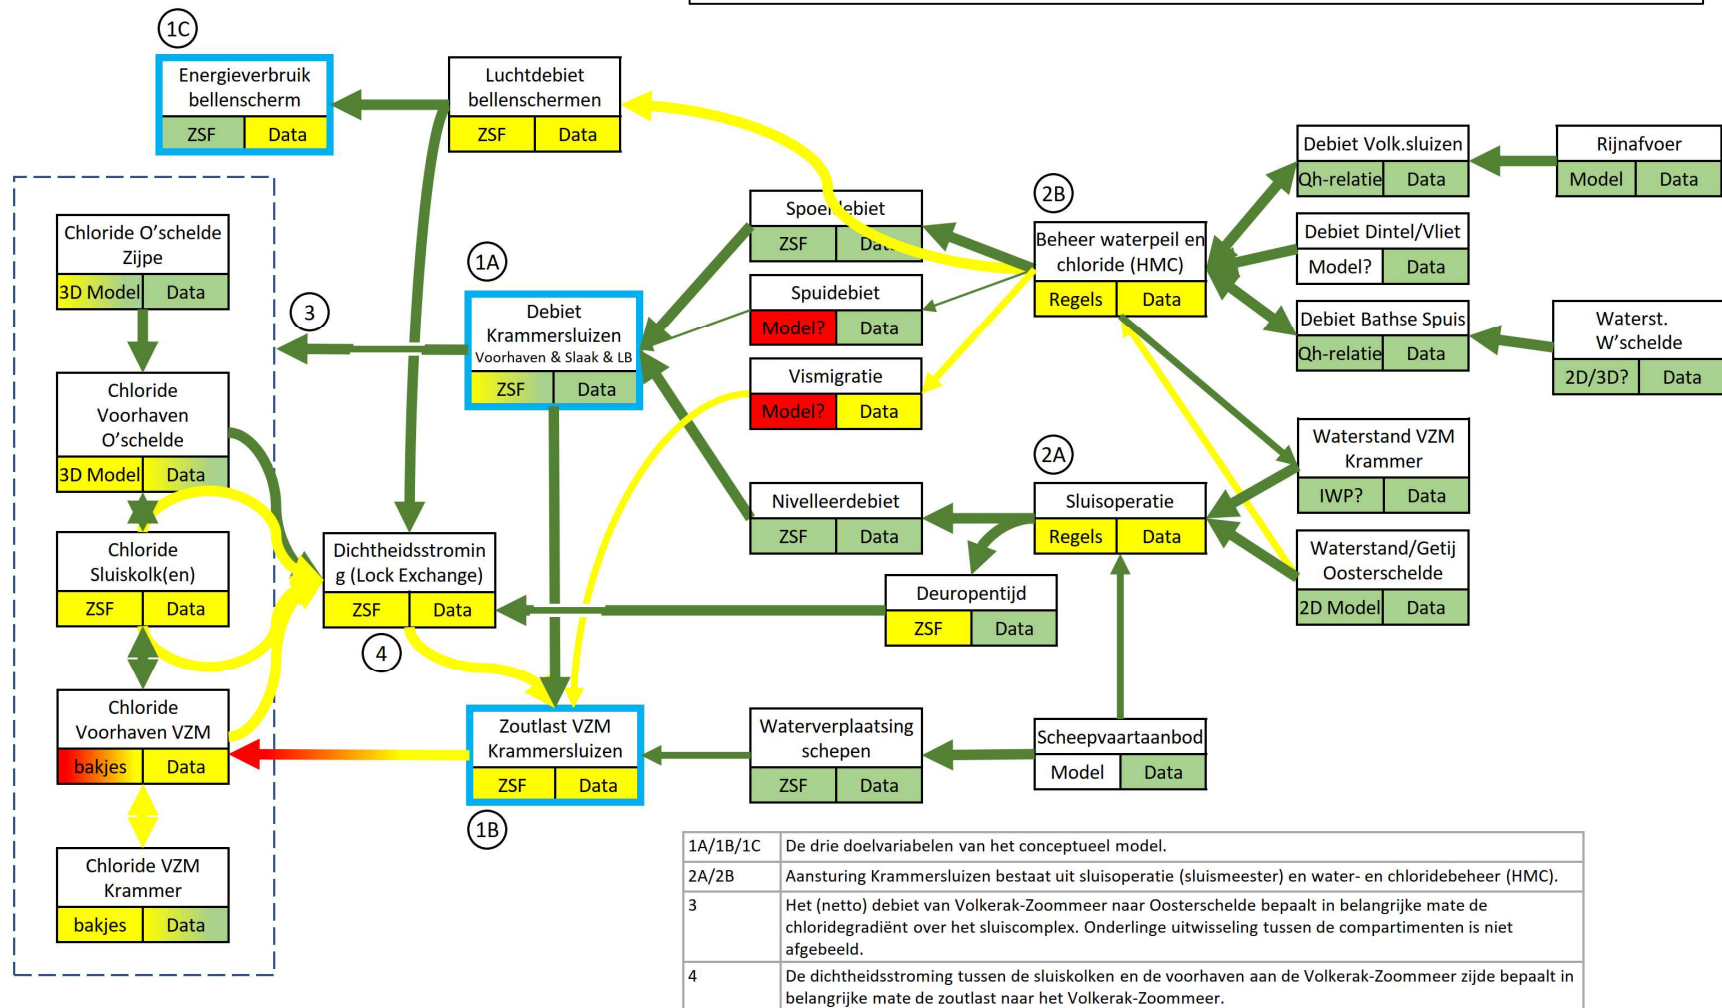 1C
Energieverbruik
bellenscherm
ZSF Data
Luchtdebiet
bellenschermen
ZSF Data
Chloride O'schelde
Zijpe
3D Model Data
3
Chloride
Voorhaven
O'schelde
3D Model Data
Chloride
Sluiskolk(en)
ZSF Data
Chloride
Voorhaven VZM
bakjes Data
Chloride VZM
Krammer
bakjes Data
Dichtheidsstromin
g (Lock Exchange)
ZSF Data
4
1A
Debiet
Krammersluizen
Voorhaven & Slaak & LB
ZSF Data
Zoutlast VZM
Krammersluizen
ZSF Data
1B
Spoeldebiet
ZSF Data
Spuidebiet
Model? Data
Vismigratie
Model? Data
Nivelleerdebiet
ZSF Data
Deuropentijd
ZSF Data
Waterverplaatsing
schepen
ZSF Data
2B
Beheer waterpeil en
chloride (HMC)
Regels Data
2A
Sluisoperatie
Regels Data
Scheepvaartaanbod
Model Data
Debiet Volk.sluizen
Qh-relatie Data
Rijnafvoer
Model Data
Debiet Dintel/Vliet
Model? Data
Debiet Bathse Spuis
Qh-relatie Data
Waterst.
W'schelde
2D/3D? Data
Waterstand VZM
Krammer
IWP? Data
Waterstand/Getij
Oosterschelde
2D Model Data
1A/1B/1C De drie doelvariabelen van het conceptueel model.
2A/2B Aansturing Krammersluizen bestaat uit sluisoperatie (sluismeester) en water- en chloridebeheer (HMC).
3 Het (netto) debiet van Volkerak-Zoommeer naar Oosterschelde bepaalt in belangrijke mate de
chloridegradiënt over het sluiscomplex. Onderlinge uitwisseling tussen de compartimenten is niet
afgebeeld.
4 De dichtheidsstroming tussen de sluiskolken en de voorhaven aan de Volkerak-Zoommeer zijde bepaalt in
belangrijke mate de zoutlast naar het Volkerak-Zoommeer.